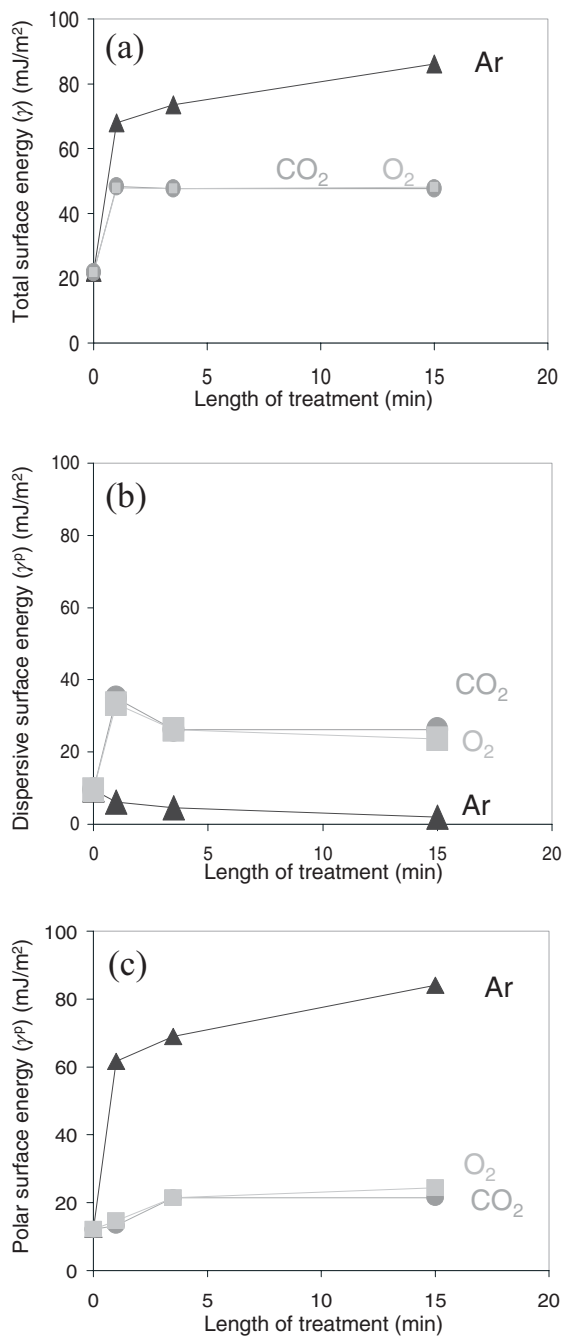 (a)
Total surface energy (γ) (mJ/m²)
100
80
60
40
20
0
Ar
CO₂ O₂
0 5 10 15 20
Length of treatment (min)
(b)
Dispersive surface energy (γᵖ) (mJ/m²)
100
80
60
40
20
0
CO₂
O₂
Ar
0 5 10 15 20
Length of treatment (min)
(c)
Polar surface energy (γᵖ) (mJ/m²)
100
80
60
40
20
0
Ar
O₂
CO₂
0 5 10 15 20
Length of treatment (min)